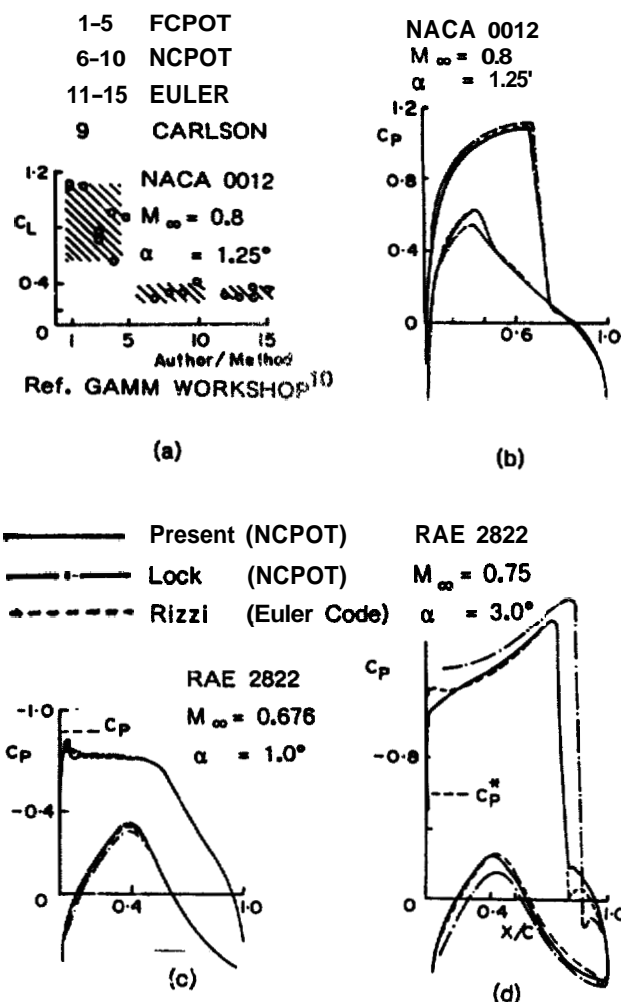 1-5 FCPOT
6-10 NCPOT
11-15 EULER
9 CARLSON
1.2
NACA 0012
CL
M∞ = 0.8
α = 1.25°
0.4
0
1 5 10 15
Author/Method
Ref. GAMM WORKSHOP¹⁰
(a)
NACA 0012
M∞ = 0.8
α = 1.25'
1.2
CP
0.8
0.4
0
0.6 1.0
(b)
Present (NCPOT)
Lock (NCPOT)
Rizzi (Euler Code)
RAE 2822
M∞ = 0.676
α = 1.0°
-1.0
CP
CP
-0.4
0
0.4 1.0
(c)
RAE 2822
M∞ = 0.75
α = 3.0°
CP
-0.8
CP*
0
0.4 1.0
X/C
(d)